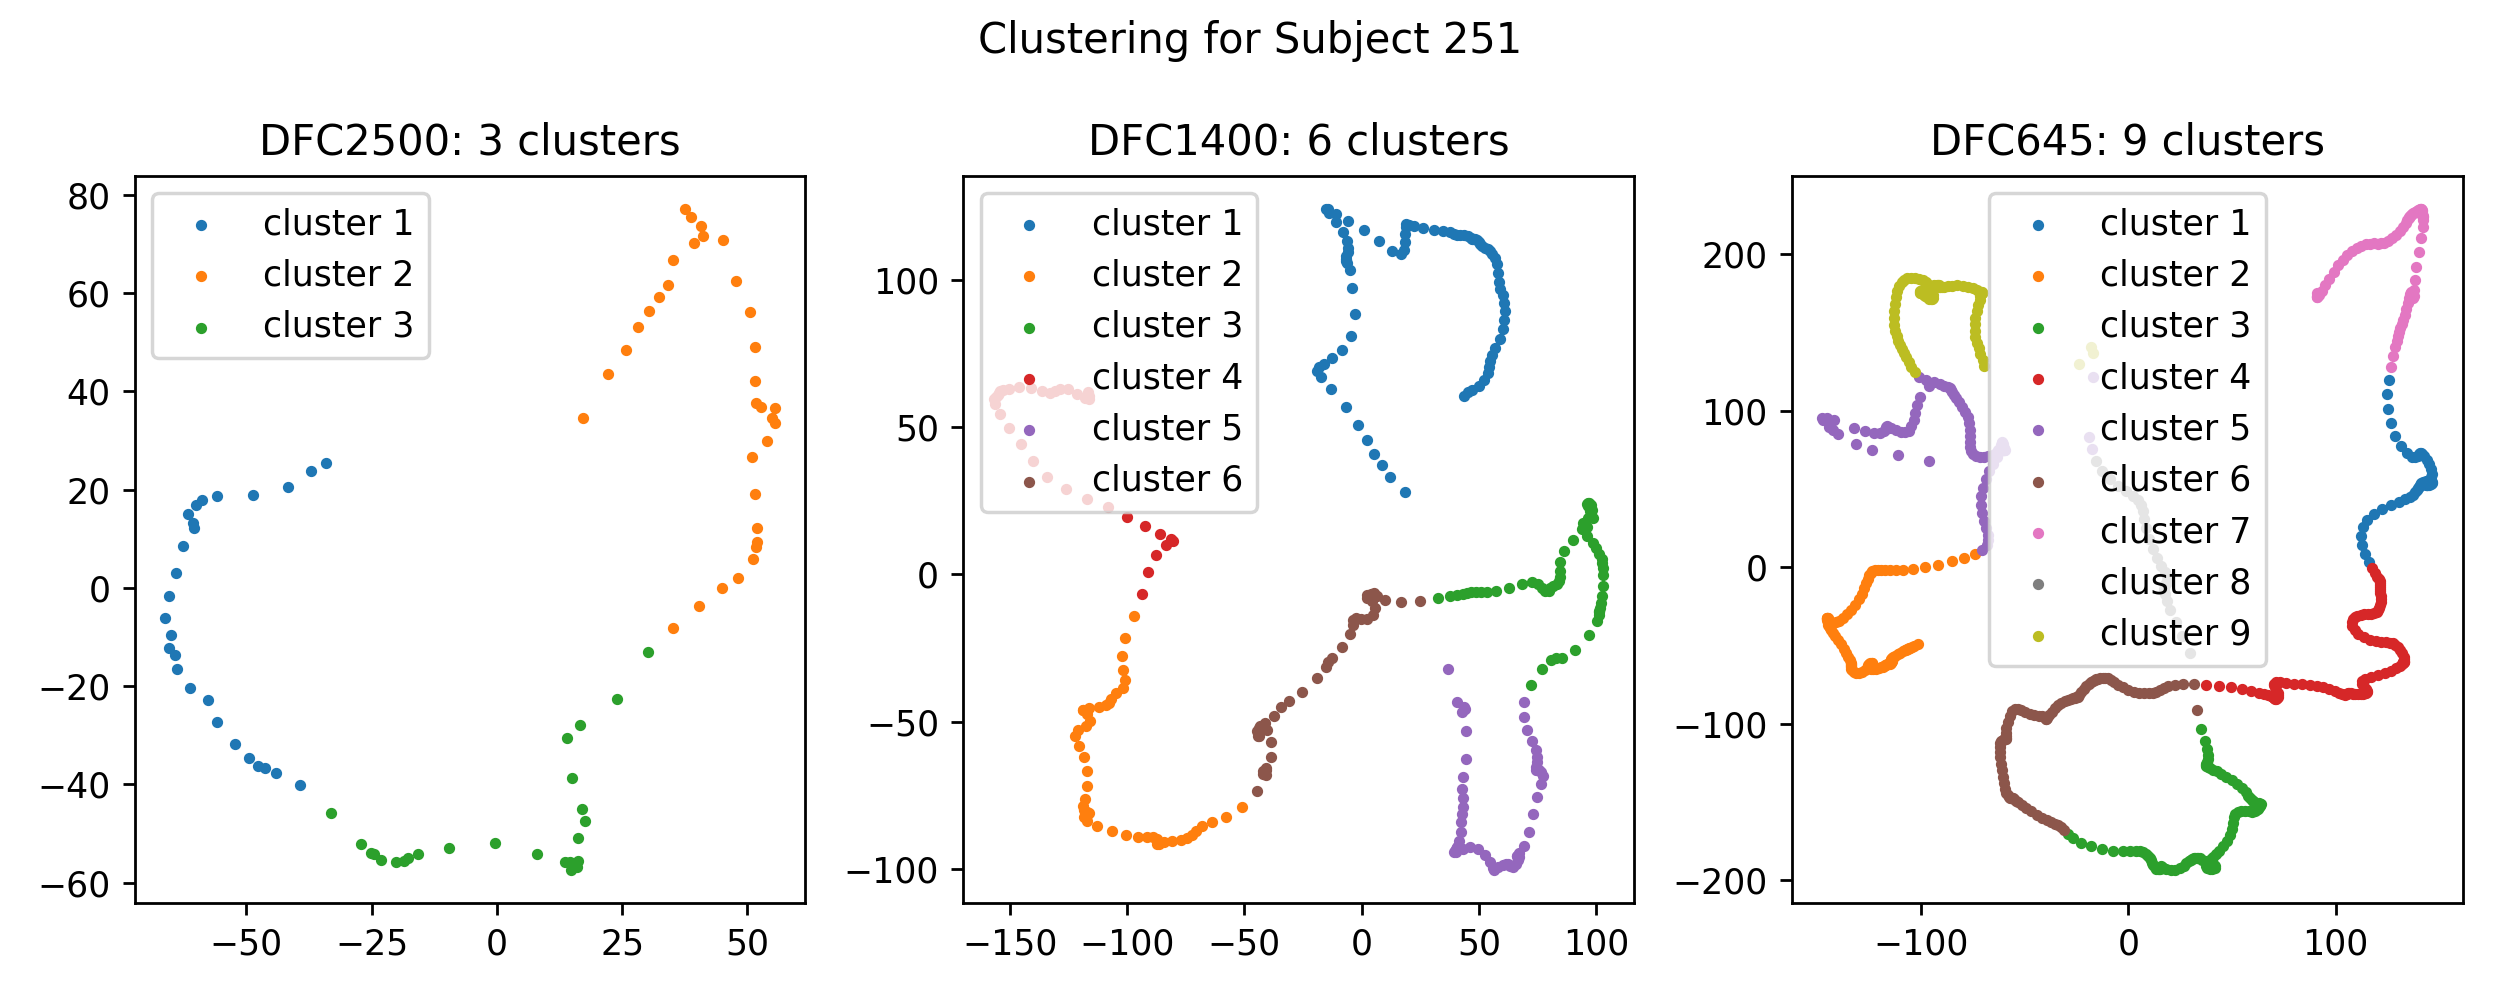 Clustering for Subject 251
DFC2500: 3 clusters
80
60
40
20
0
−20
−40
−60
−50
−25
0
25
50
cluster 1
cluster 2
cluster 3
DFC1400: 6 clusters
100
50
0
−50
−100
−150
−100
−50
0
50
100
cluster 1
cluster 2
cluster 3
cluster 4
cluster 5
cluster 6
DFC645: 9 clusters
200
100
0
−100
−200
−100
0
100
cluster 1
cluster 2
cluster 3
cluster 4
cluster 5
cluster 6
cluster 7
cluster 8
cluster 9